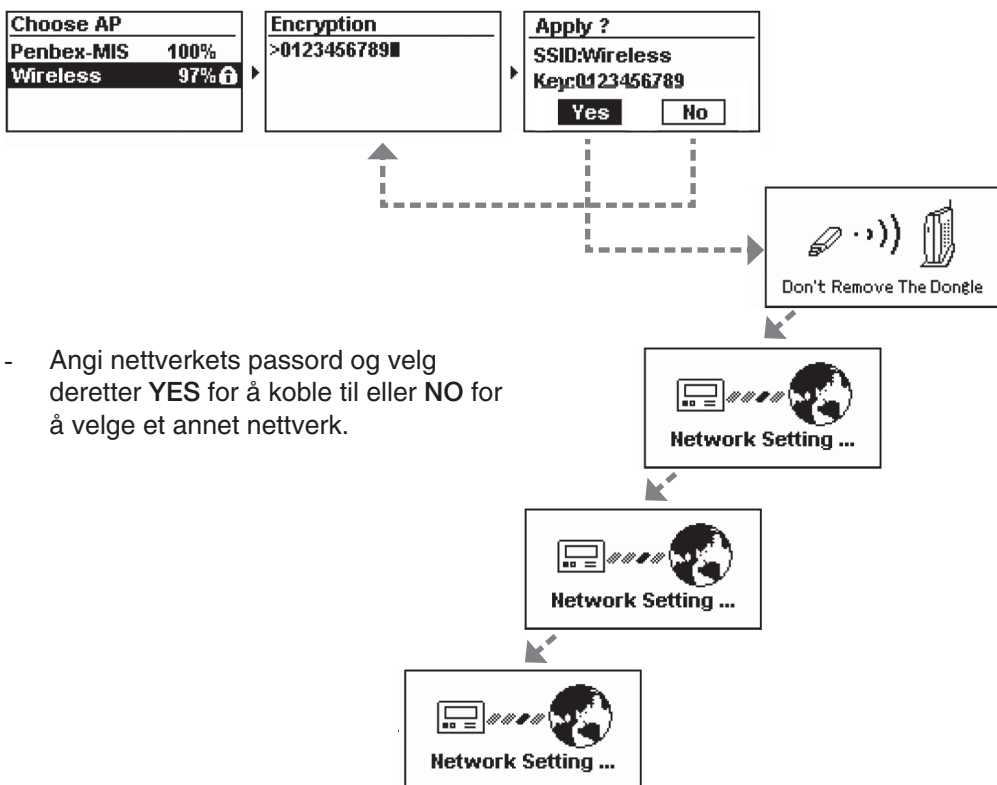 Choose AP
Penbex-MIS 100%
Wireless 97%
Encryption
>0123456789
Apply ?
SSID:Wireless
Key:0123456789
Yes No
Don't Remove The Dongle
- Angi nettverkets passord og velg
deretter YES for å koble til eller NO for
å velge et annet nettverk.
Network Setting ...
Network Setting ...
Network Setting ...